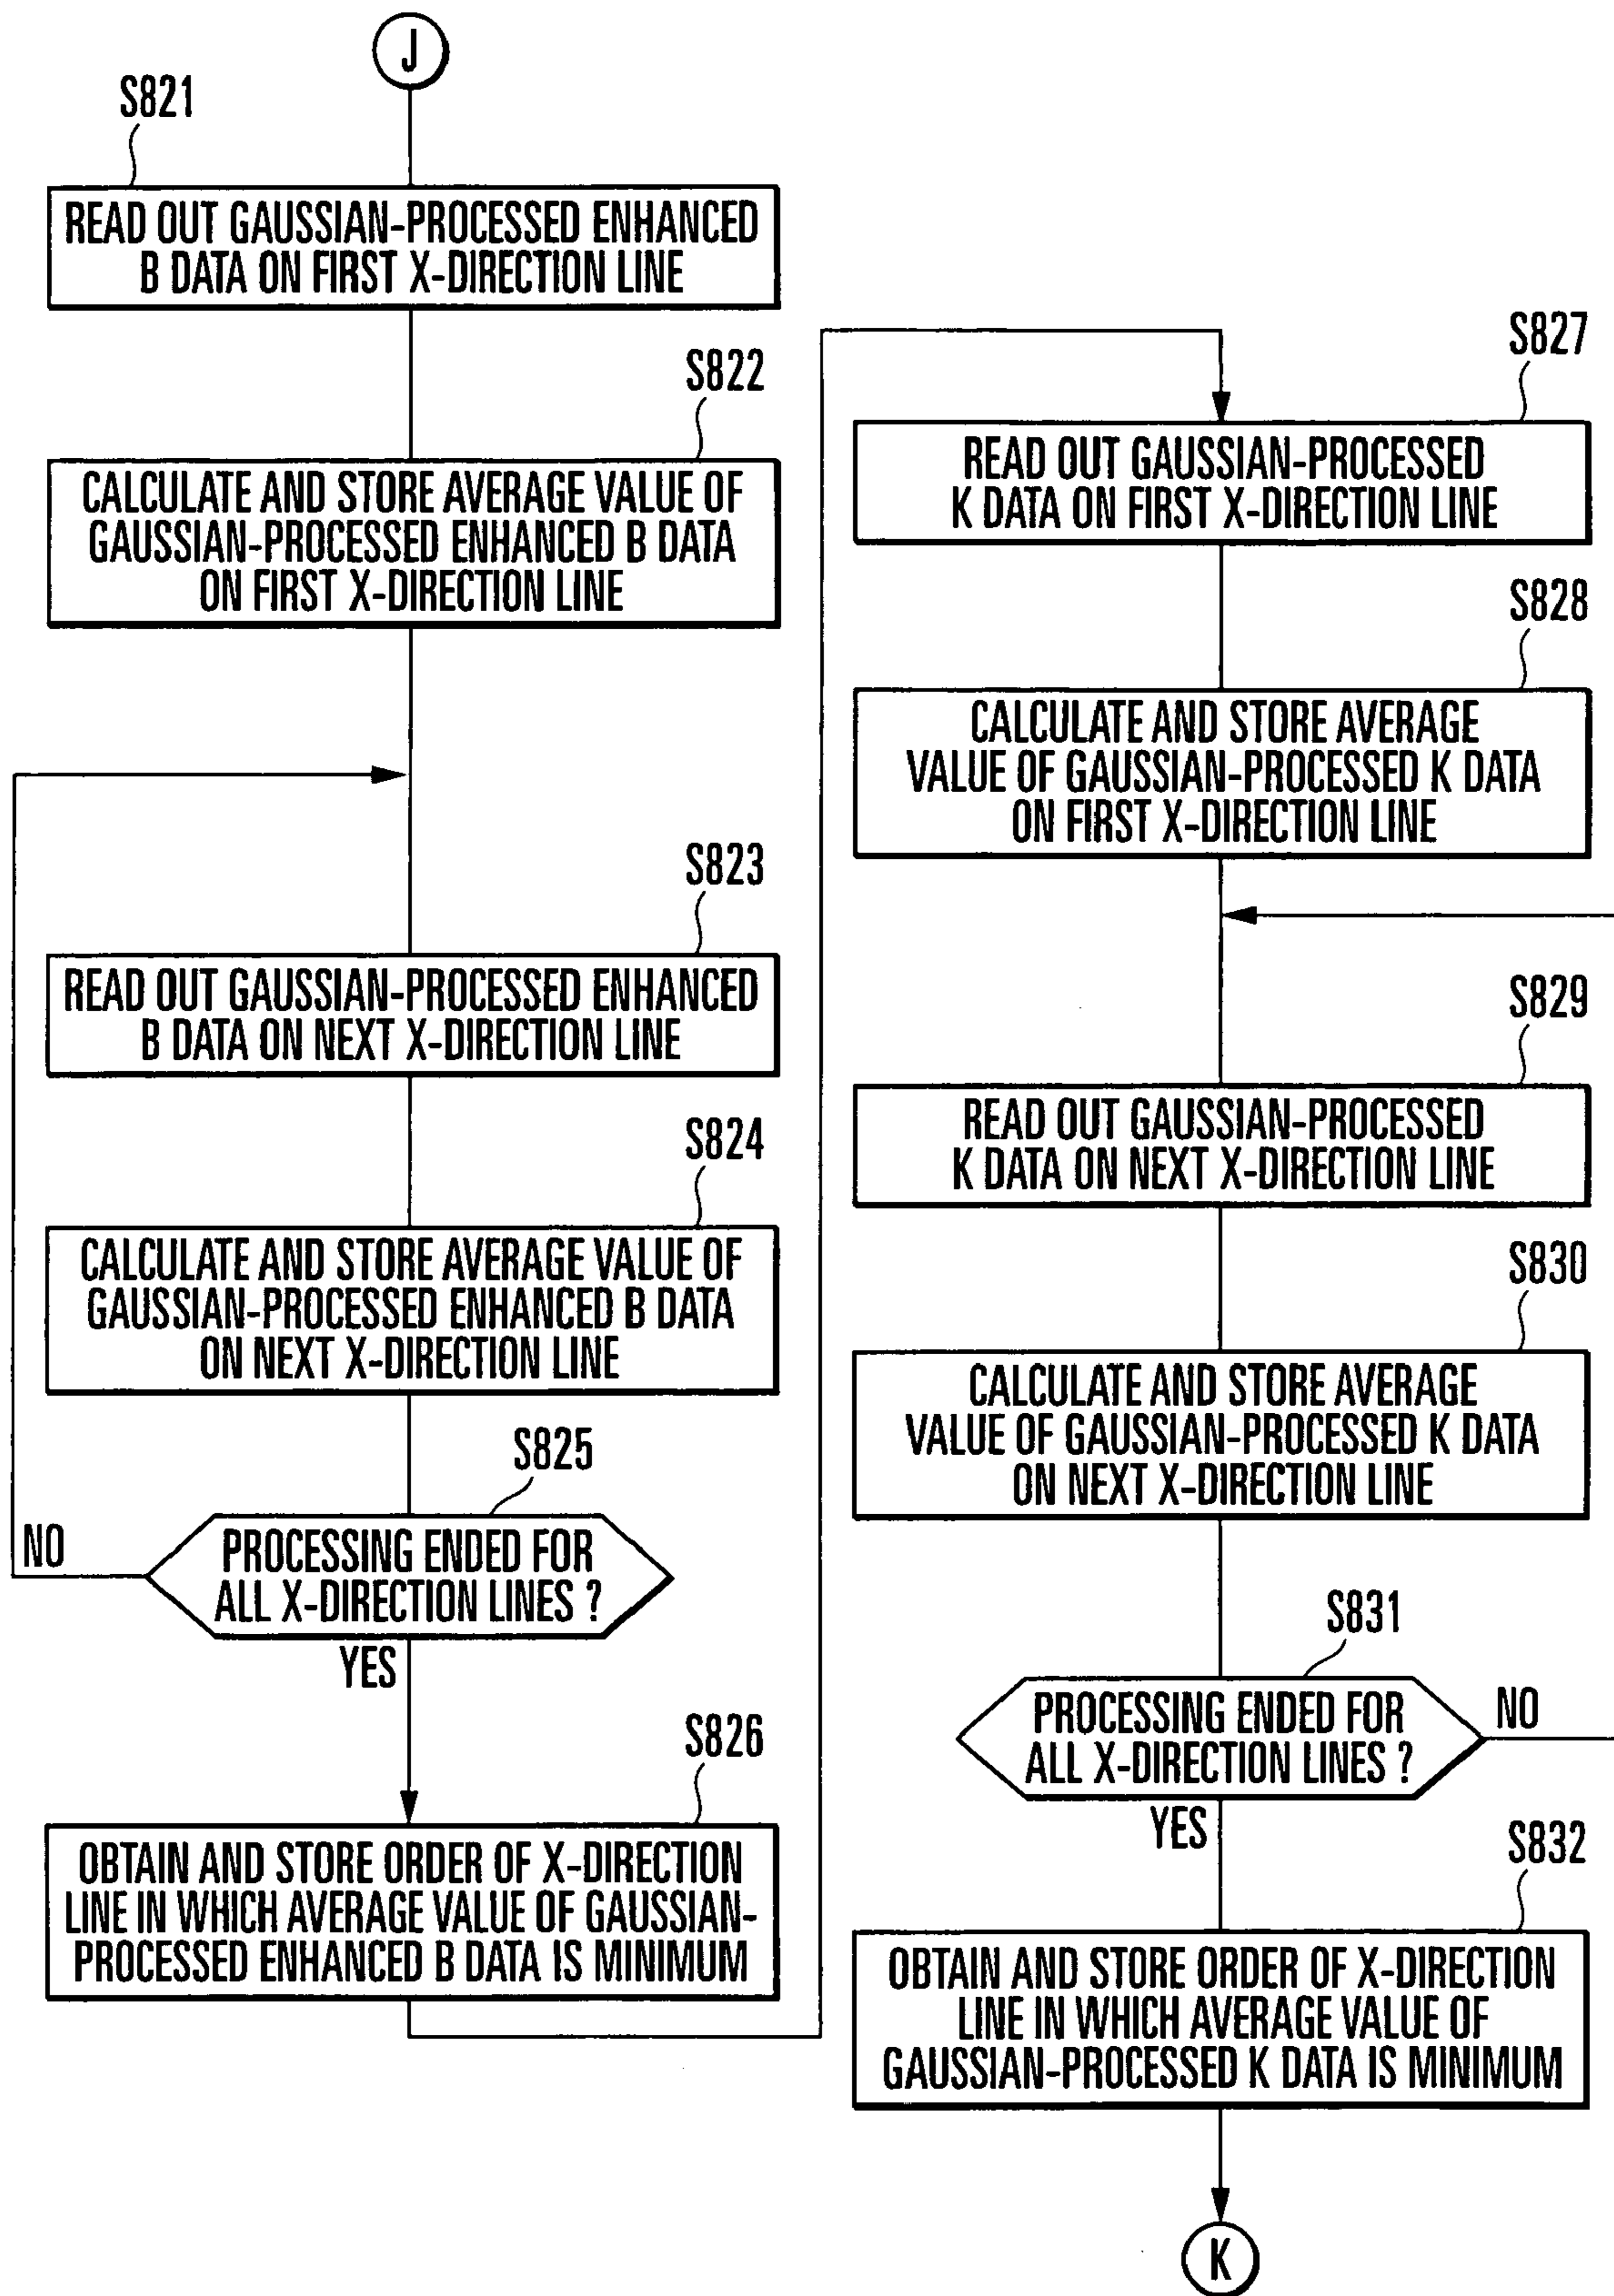 J
S821
READ OUT GAUSSIAN-PROCESSED ENHANCED
B DATA ON FIRST X-DIRECTION LINE
S822
CALCULATE AND STORE AVERAGE VALUE OF
GAUSSIAN-PROCESSED ENHANCED B DATA
ON FIRST X-DIRECTION LINE
S823
READ OUT GAUSSIAN-PROCESSED ENHANCED
B DATA ON NEXT X-DIRECTION LINE
S824
CALCULATE AND STORE AVERAGE VALUE OF
GAUSSIAN-PROCESSED ENHANCED B DATA
ON NEXT X-DIRECTION LINE
S825
NO
PROCESSING ENDED FOR
ALL X-DIRECTION LINES ?
YES
S826
OBTAIN AND STORE ORDER OF X-DIRECTION
LINE IN WHICH AVERAGE VALUE OF GAUSSIAN-
PROCESSED ENHANCED B DATA IS MINIMUM
S827
READ OUT GAUSSIAN-PROCESSED
K DATA ON FIRST X-DIRECTION LINE
S828
CALCULATE AND STORE AVERAGE
VALUE OF GAUSSIAN-PROCESSED K DATA
ON FIRST X-DIRECTION LINE
S829
READ OUT GAUSSIAN-PROCESSED
K DATA ON NEXT X-DIRECTION LINE
S830
CALCULATE AND STORE AVERAGE
VALUE OF GAUSSIAN-PROCESSED K DATA
ON NEXT X-DIRECTION LINE
S831
PROCESSING ENDED FOR
ALL X-DIRECTION LINES ?
NO
YES
S832
OBTAIN AND STORE ORDER OF X-DIRECTION
LINE IN WHICH AVERAGE VALUE OF
GAUSSIAN-PROCESSED K DATA IS MINIMUM
K